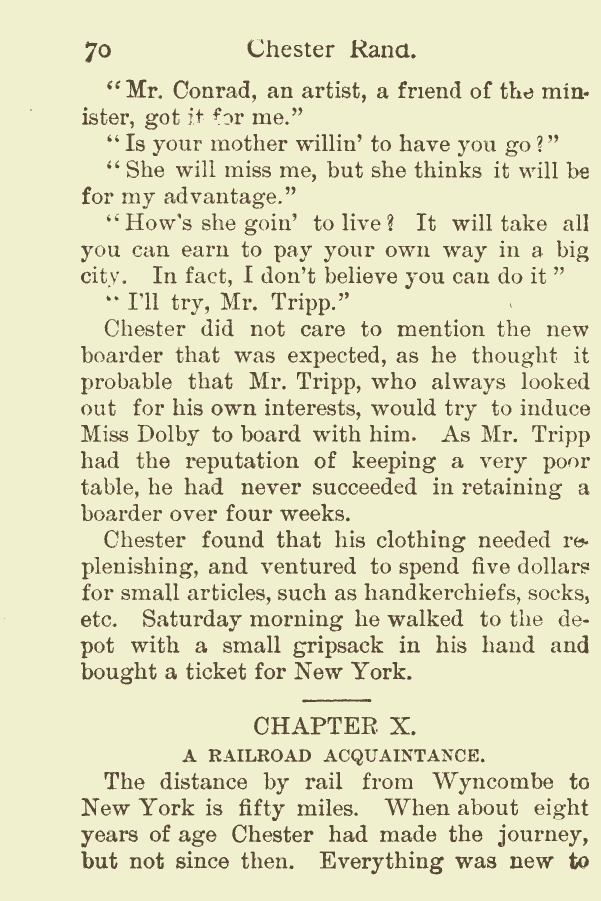 70 Chester Rand.
“Mr. Conrad, an artist, a friend of the min-
ister, got it for me.”
“Is your mother willin’ to have you go?”
“She will miss me, but she thinks it will be
for my advantage.”
“How’s she goin’ to live? It will take all
you can earn to pay your own way in a big
city. In fact, I don’t believe you can do it”
“I’ll try, Mr. Tripp.”
Chester did not care to mention the new
boarder that was expected, as he thought it
probable that Mr. Tripp, who always looked
out for his own interests, would try to induce
Miss Dolby to board with him. As Mr. Tripp
had the reputation of keeping a very poor
table, he had never succeeded in retaining a
boarder over four weeks.
Chester found that his clothing needed re-
plenishing, and ventured to spend five dollars
for small articles, such as handkerchiefs, socks,
etc. Saturday morning he walked to the de-
pot with a small gripsack in his hand and
bought a ticket for New York.
CHAPTER X.
A RAILROAD ACQUAINTANCE.
The distance by rail from Wyncombe to
New York is fifty miles. When about eight
years of age Chester had made the journey,
but not since then. Everything was new to